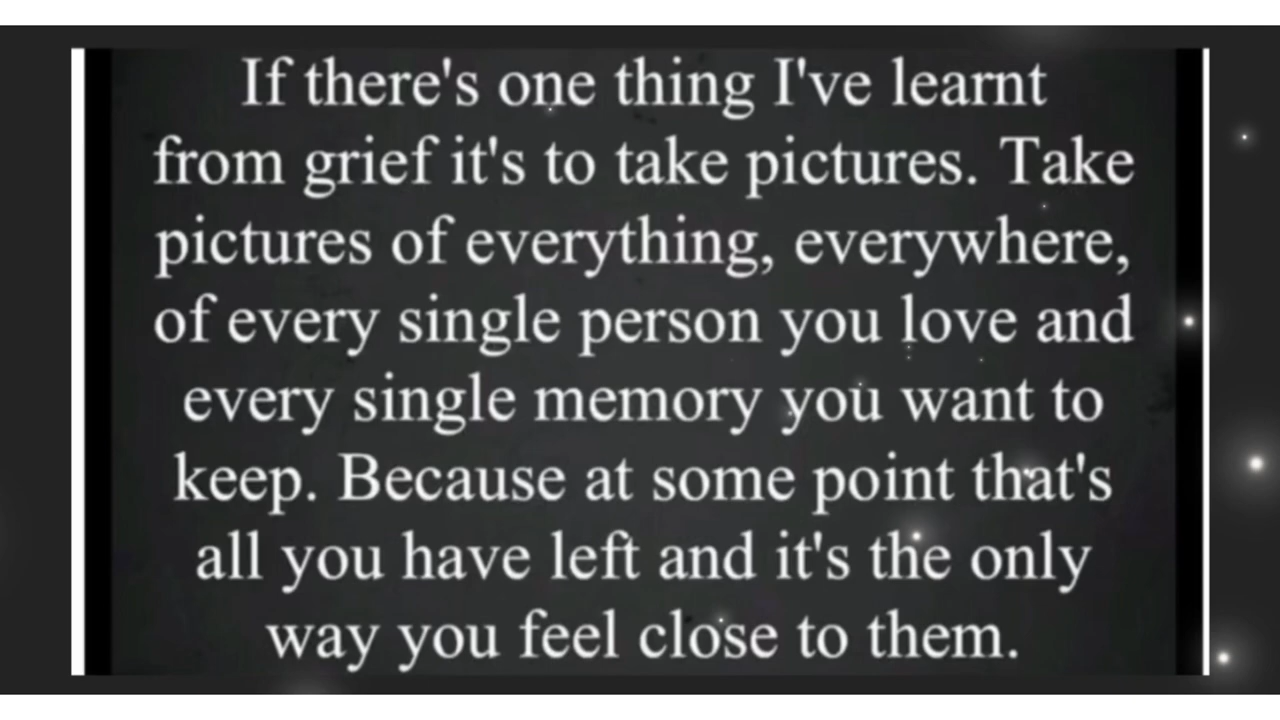 If there's one thing I've learnt
from grief it's to take pictures. Take
pictures of everything, everywhere,
of every single person you love and
every single memory you want to
keep. Because at some point that's
all you have left and it's the only
way you feel close to them.